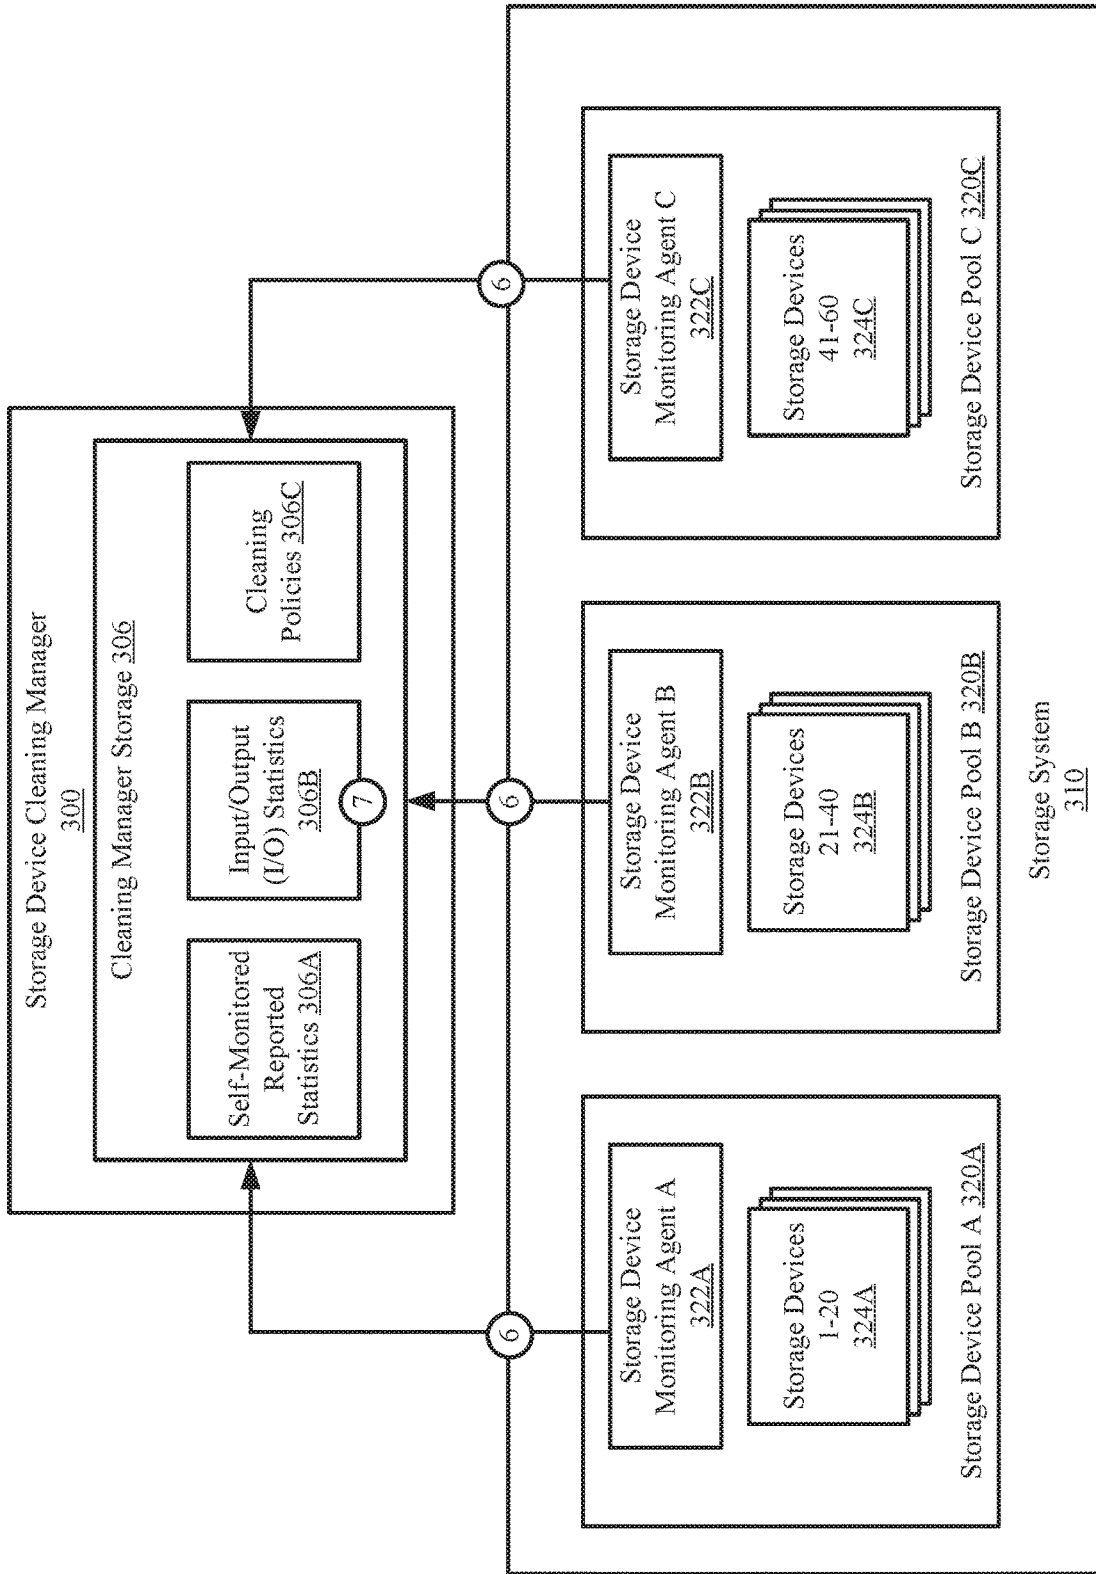 Storage Device Cleaning Manager
300
Cleaning Manager Storage 306
Self-Monitored
Reported
Statistics 306A
Input/Output
(I/O) Statistics
306B
7
Cleaning
Policies 306C
6
6
6
Storage Device
Monitoring Agent A
322A
Storage Devices
1-20
324A
Storage Device Pool A 320A
Storage Device
Monitoring Agent B
322B
Storage Devices
21-40
324B
Storage Device Pool B 320B
Storage Device
Monitoring Agent C
322C
Storage Devices
41-60
324C
Storage Device Pool C 320C
Storage System
310